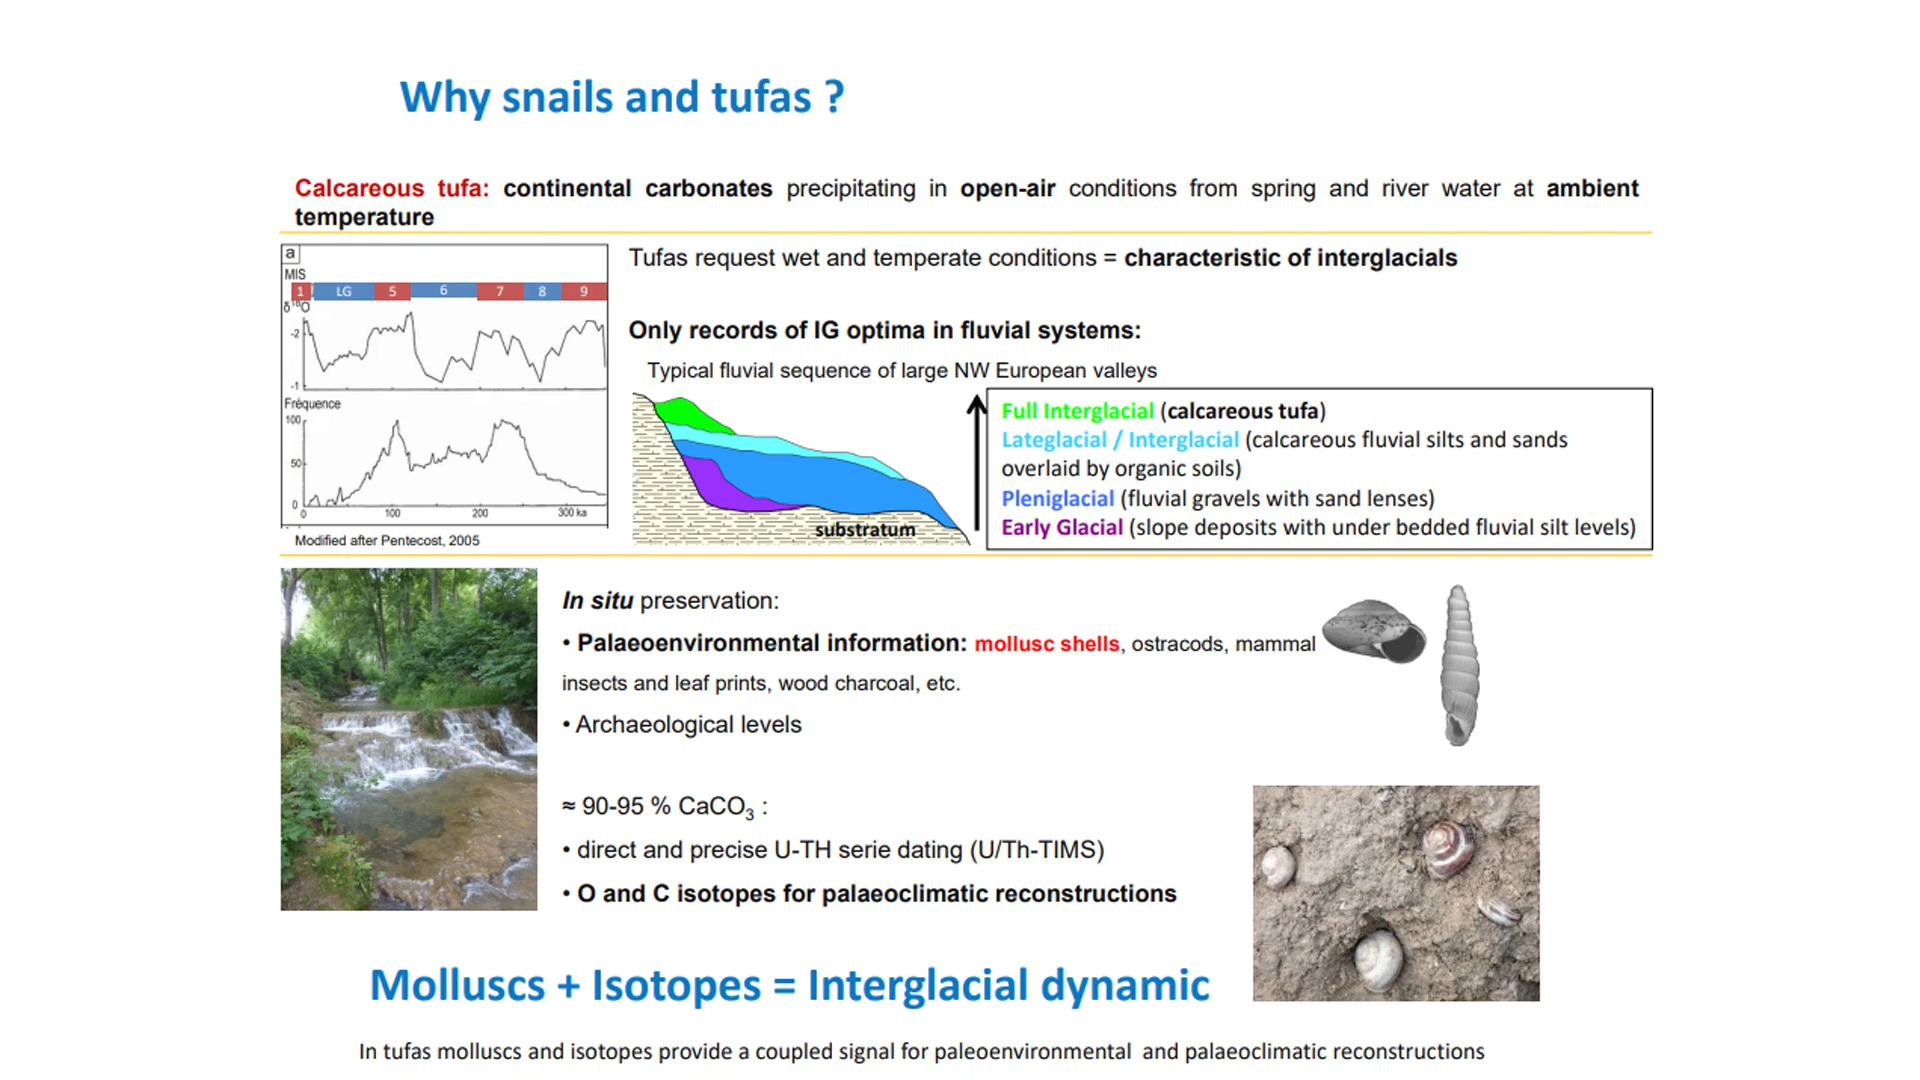 Why snails and tufas ?
Calcareous tufa: continental carbonates precipitating in open-air conditions from spring and river water at ambient
temperature
a
MIS
1 LG 5 6 7 8 9
δ¹⁸O
-2
-1
Fréquence
100
50
0
0 100 200 300 ka
Modified after Pentecost, 2005
Tufas request wet and temperate conditions = characteristic of interglacials
Only records of IG optima in fluvial systems:
Typical fluvial sequence of large NW European valleys
substratum
Full Interglacial (calcareous tufa)
Lateglacial / Interglacial (calcareous fluvial silts and sands
overlaid by organic soils)
Pleniglacial (fluvial gravels with sand lenses)
Early Glacial (slope deposits with under bedded fluvial silt levels)
In situ preservation:
• Palaeoenvironmental information: mollusc shells, ostracods, mammal
insects and leaf prints, wood charcoal, etc.
• Archaeological levels
≈ 90-95 % CaCO₃ :
• direct and precise U-TH serie dating (U/Th-TIMS)
• O and C isotopes for palaeoclimatic reconstructions
Molluscs + Isotopes = Interglacial dynamic
In tufas molluscs and isotopes provide a coupled signal for paleoenvironmental and palaeoclimatic reconstructions